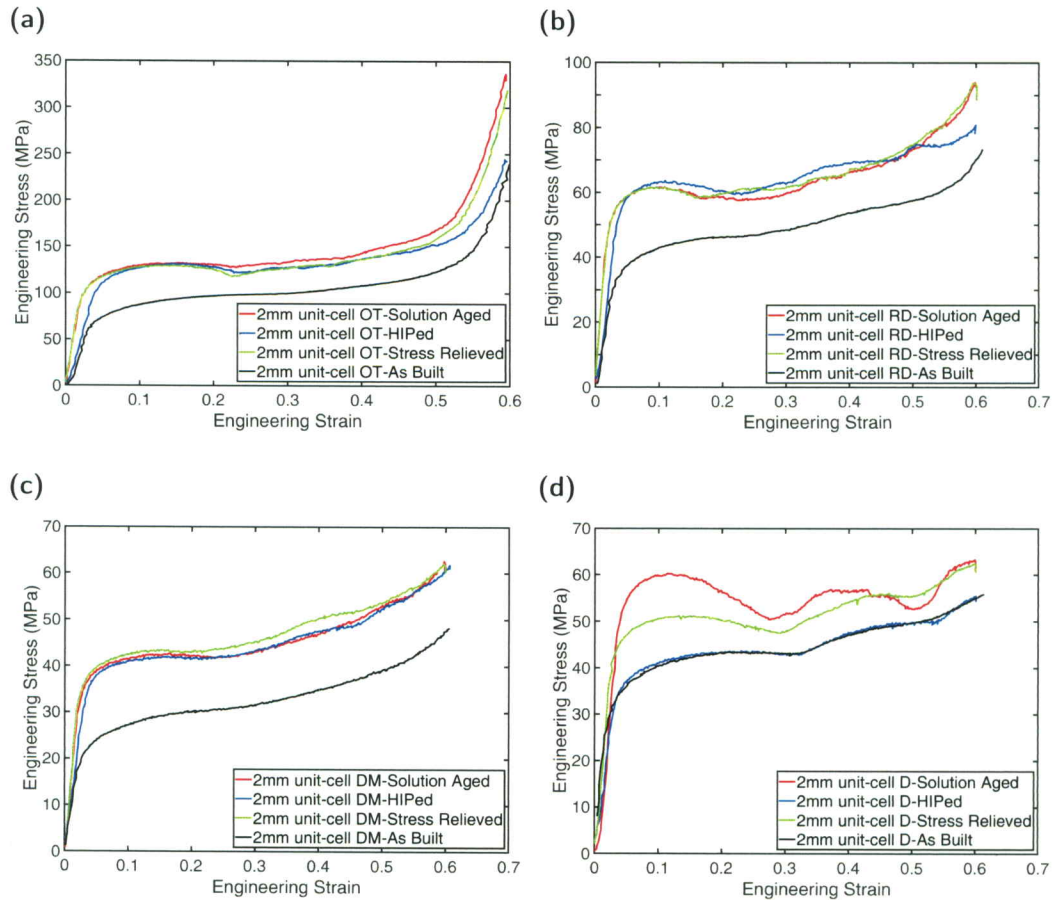 (a)
350
300
250
200
150
100
50
0
0
0.1
0.2
0.3
0.4
0.5
0.6
Engineering Stress (MPa)
Engineering Strain
2mm unit-cell OT-Solution Aged
2mm unit-cell OT-HIPed
2mm unit-cell OT-Stress Relieved
2mm unit-cell OT-As Built
(b)
100
80
60
40
20
0
0
0.1
0.2
0.3
0.4
0.5
0.6
0.7
Engineering Stress (MPa)
Engineering Strain
2mm unit-cell RD-Solution Aged
2mm unit-cell RD-HIPed
2mm unit-cell RD-Stress Relieved
2mm unit-cell RD-As Built
(c)
70
60
50
40
30
20
10
0
0
0.1
0.2
0.3
0.4
0.5
0.6
0.7
Engineering Stress (MPa)
Engineering Strain
2mm unit-cell DM-Solution Aged
2mm unit-cell DM-HIPed
2mm unit-cell DM-Stress Relieved
2mm unit-cell DM-As Built
(d)
70
60
50
40
30
20
10
0
0
0.1
0.2
0.3
0.4
0.5
0.6
0.7
Engineering Stress (MPa)
Engineering Strain
2mm unit-cell D-Solution Aged
2mm unit-cell D-HIPed
2mm unit-cell D-Stress Relieved
2mm unit-cell D-As Built